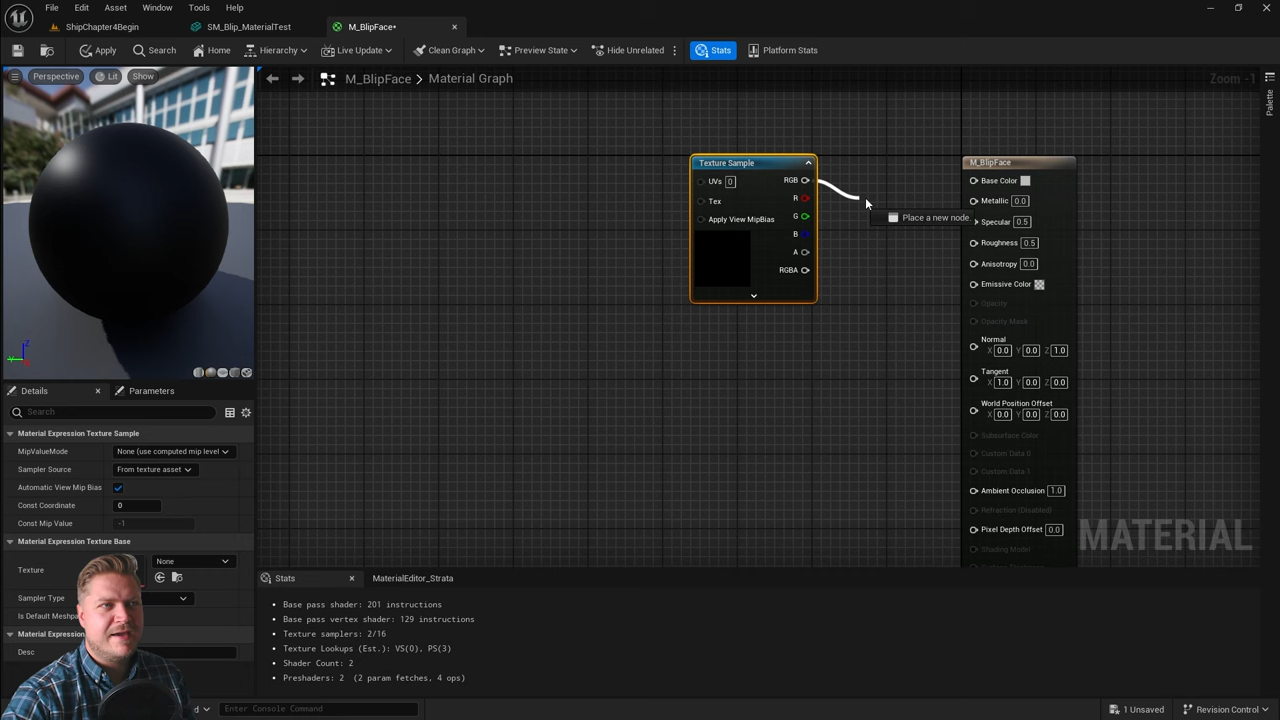 File Edit Asset Window Tools Help
ShipChapter4Begin SM_Blip_MaterialTest M_BlipFace*
Apply Search Home Hierarchy Live Update Clean Graph Preview State Hide Unrelated Stats Platform Stats
Perspective Lit Show
M_BlipFace > Material Graph
Zoom -1
Palette
Texture Sample
UVs 0 RGB
Tex R
Apply View MipBias G
B
A
RGBA
Place a new node
M_BlipFace
Base Color
Metallic 0.0
Specular 0.5
Roughness 0.5
Anisotropy 0.0
Emissive Color
Opacity
Opacity Mask
Normal
X 0.0 Y 0.0 Z 1.0
Tangent
X 1.0 Y 0.0 Z 0.0
World Position Offset
X 0.0 Y 0.0 Z 0.0
Subsurface Color
Custom Data 0
Custom Data 1
Ambient Occlusion 1.0
Refraction (Disabled)
Pixel Depth Offset 0.0
Shading Model
MATERIAL
Details Parameters
Search
Material Expression Texture Sample
MipValueMode None (use computed mip level
Sampler Source From texture asset
Automatic View Mip Bias
Const Coordinate 0
Const Mip Value -1
Material Expression Texture Base
Texture None
Sampler Type
Is Default Meshpa
Material Expression
Desc
Stats MaterialEditor_Strata
• Base pass shader: 201 instructions
• Base pass vertex shader: 129 instructions
• Texture samplers: 2/16
• Texture Lookups (Est.): VS(0), PS(3)
• Shader Count: 2
• Preshaders: 2 (2 param fetches, 4 ops)
Enter Console Command
1 Unsaved Revision Control